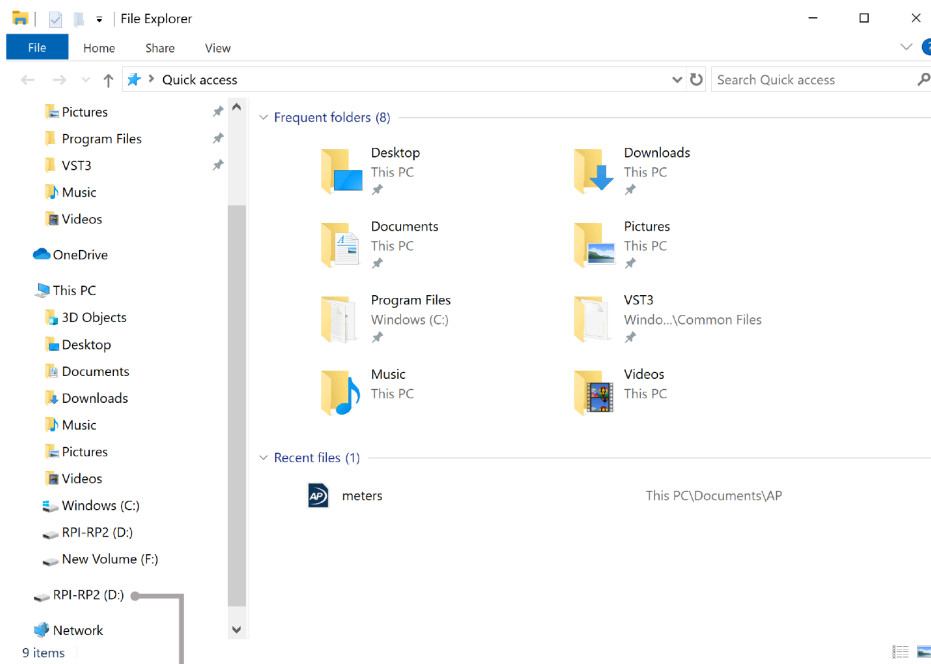 File Explorer
File Home Share View ?
Quick access Search Quick access
Pictures
Program Files
VST3
Music
Videos
OneDrive
This PC
3D Objects
Desktop
Documents
Downloads
Music
Pictures
Videos
Windows (C:)
RPI-RP2 (D:)
New Volume (F:)
RPI-RP2 (D:)
Network
9 items
Frequent folders (8)
Desktop
This PC
Downloads
This PC
Documents
This PC
Pictures
This PC
Program Files
Windows (C:)
VST3
Windo...\Common Files
Music
This PC
Videos
This PC
Recent files (1)
AP meters This PC\Documents\AP